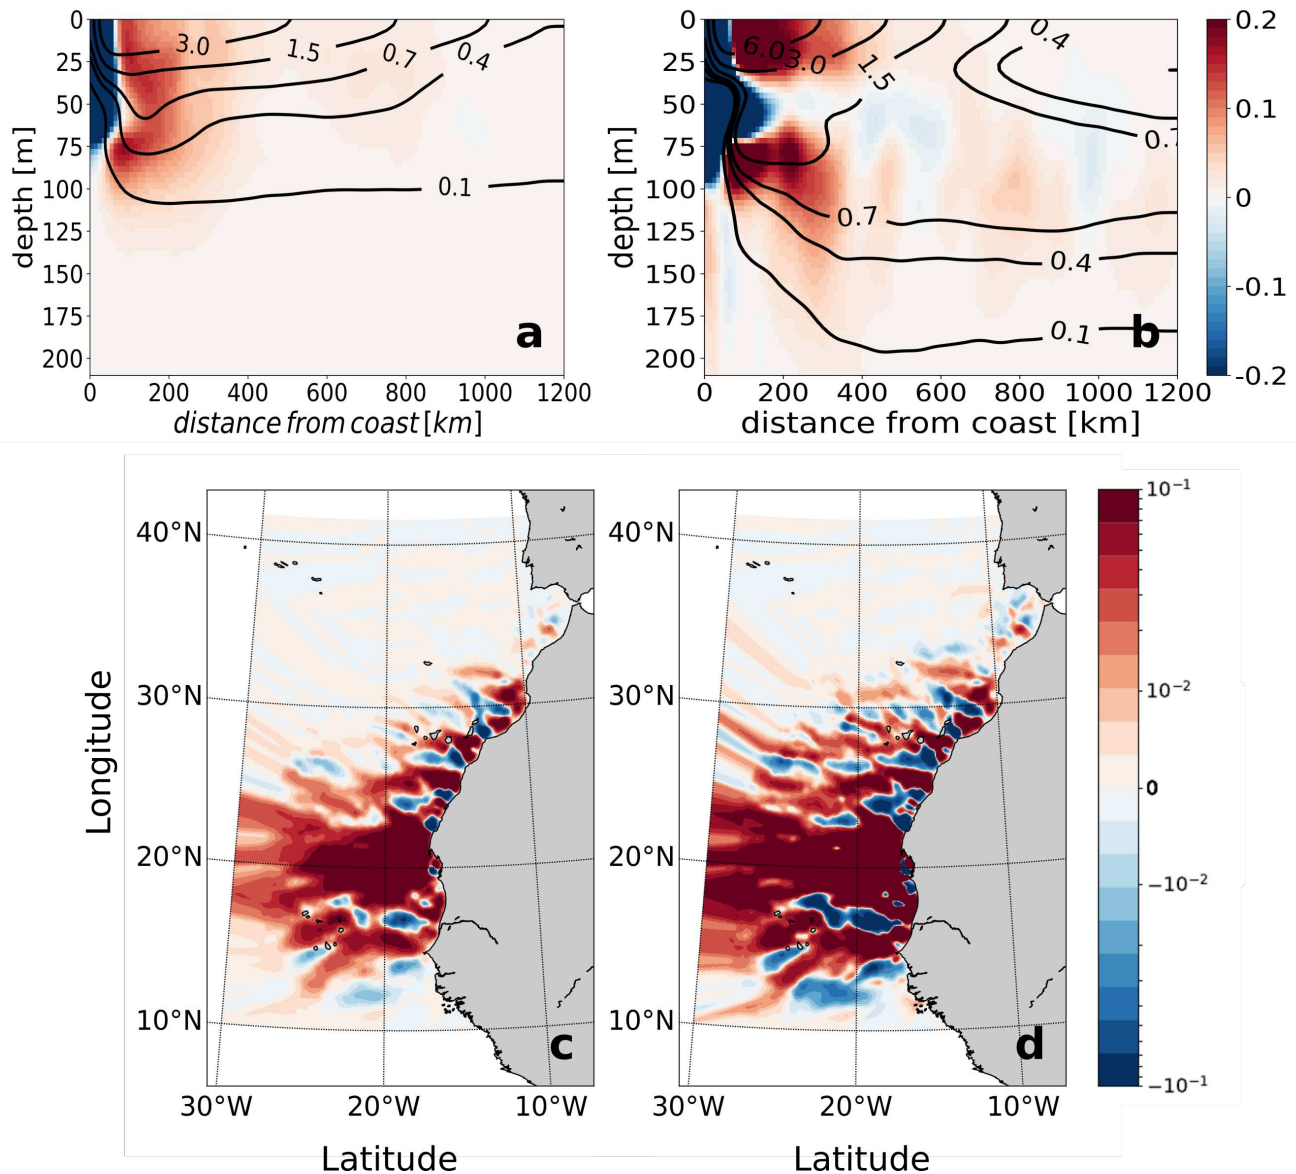 0
25
50
75
100
125
150
175
200
depth [m]
0 200 400 600 800 1000 1200
distance from coast [km]
3.0 1.5 0.7 0.4
0.1
a
0
25
50
75
100
125
150
175
200
depth [m]
0 200 400 600 800 1000 1200
distance from coast [km]
6.0 3.0 1.5 0.4
0.7
0.7
0.4
0.1
b
0.2
0.1
0
-0.1
-0.2
40°N
30°N
20°N
10°N
Longitude
30°W 20°W 10°W
Latitude
c
40°N
30°N
20°N
10°N
30°W 20°W 10°W
Latitude
d
10⁻¹
10⁻²
0
−10⁻²
−10⁻¹